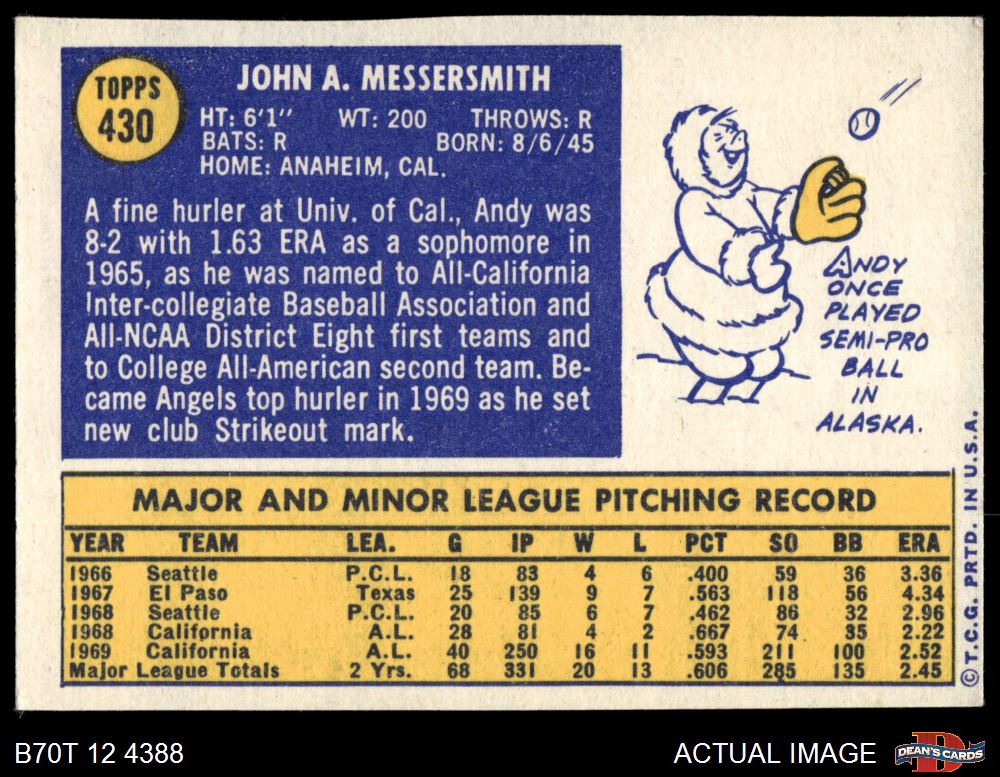 TOPPS
430
JOHN A. MESSERSMITH
HT: 6'1" WT: 200 THROWS: R
BATS: R BORN: 8/6/45
HOME: ANAHEIM, CAL.
A fine hurler at Univ. of Cal., Andy was
8-2 with 1.63 ERA as a sophomore in
1965, as he was named to All-California
Inter-collegiate Baseball Association and
All-NCAA District Eight first teams and
to College All-American second team. Be-
came Angels top hurler in 1969 as he set
new club Strikeout mark.
ANDY
ONCE
PLAYED
SEMI-PRO
BALL
IN
ALASKA.
MAJOR AND MINOR LEAGUE PITCHING RECORD
YEAR TEAM LEA. G IP W L PCT SO BB ERA
1966 Seattle P.C.L. 18 83 4 6 .400 59 36 3.36
1967 El Paso Texas 25 139 9 7 .563 118 56 4.34
1968 Seattle P.C.L. 20 85 6 7 .462 86 32 2.96
1968 California A.L. 28 81 4 2 .667 74 35 2.22
1969 California A.L. 40 250 16 11 .593 211 100 2.52
Major League Totals 2 Yrs. 68 331 20 13 .606 285 135 2.45
© T.C.G. PRTD. IN U.S.A.
B70T 12 4388
ACTUAL IMAGE
DEAN'S CARDS